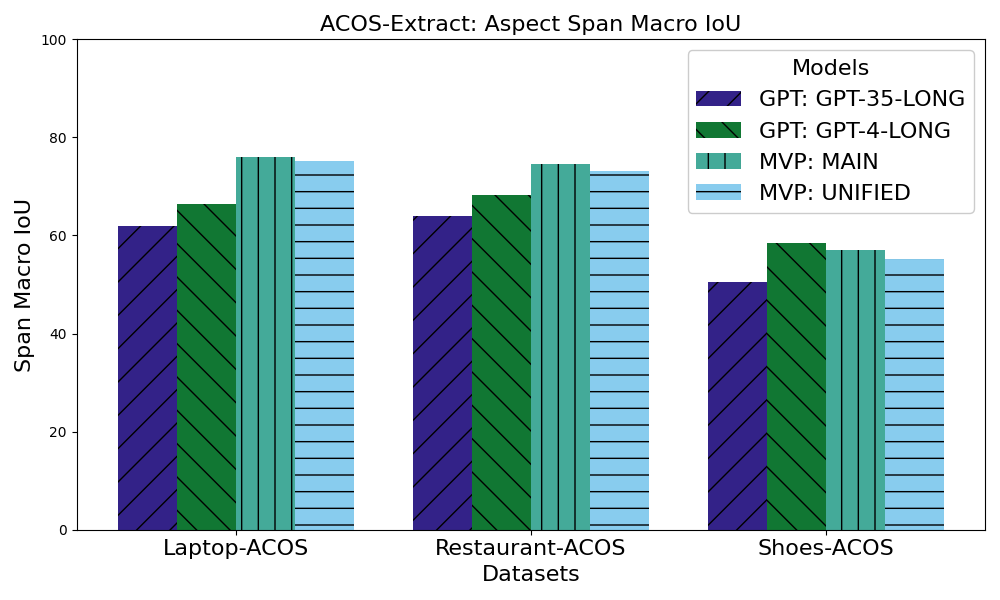 ACOS-Extract: Aspect Span Macro IoU
Span Macro IoU
100
80
60
40
20
0
Models
GPT: GPT-35-LONG
GPT: GPT-4-LONG
MVP: MAIN
MVP: UNIFIED
Laptop-ACOS
Restaurant-ACOS
Shoes-ACOS
Datasets